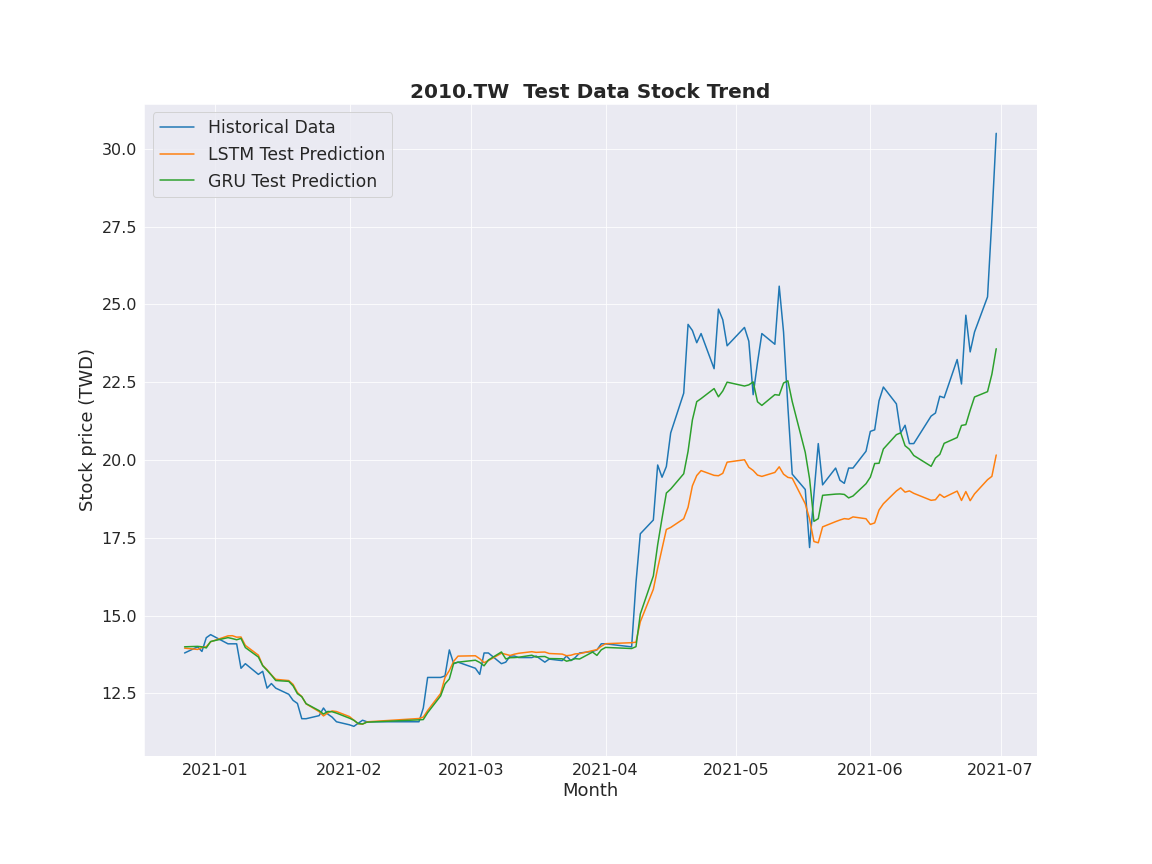 2010.TW  Test Data Stock Trend
Historical Data
LSTM Test Prediction
GRU Test Prediction
30.0
27.5
25.0
22.5
20.0
17.5
15.0
12.5
Stock price (TWD)
2021-01 2021-02 2021-03 2021-04 2021-05 2021-06 2021-07
Month